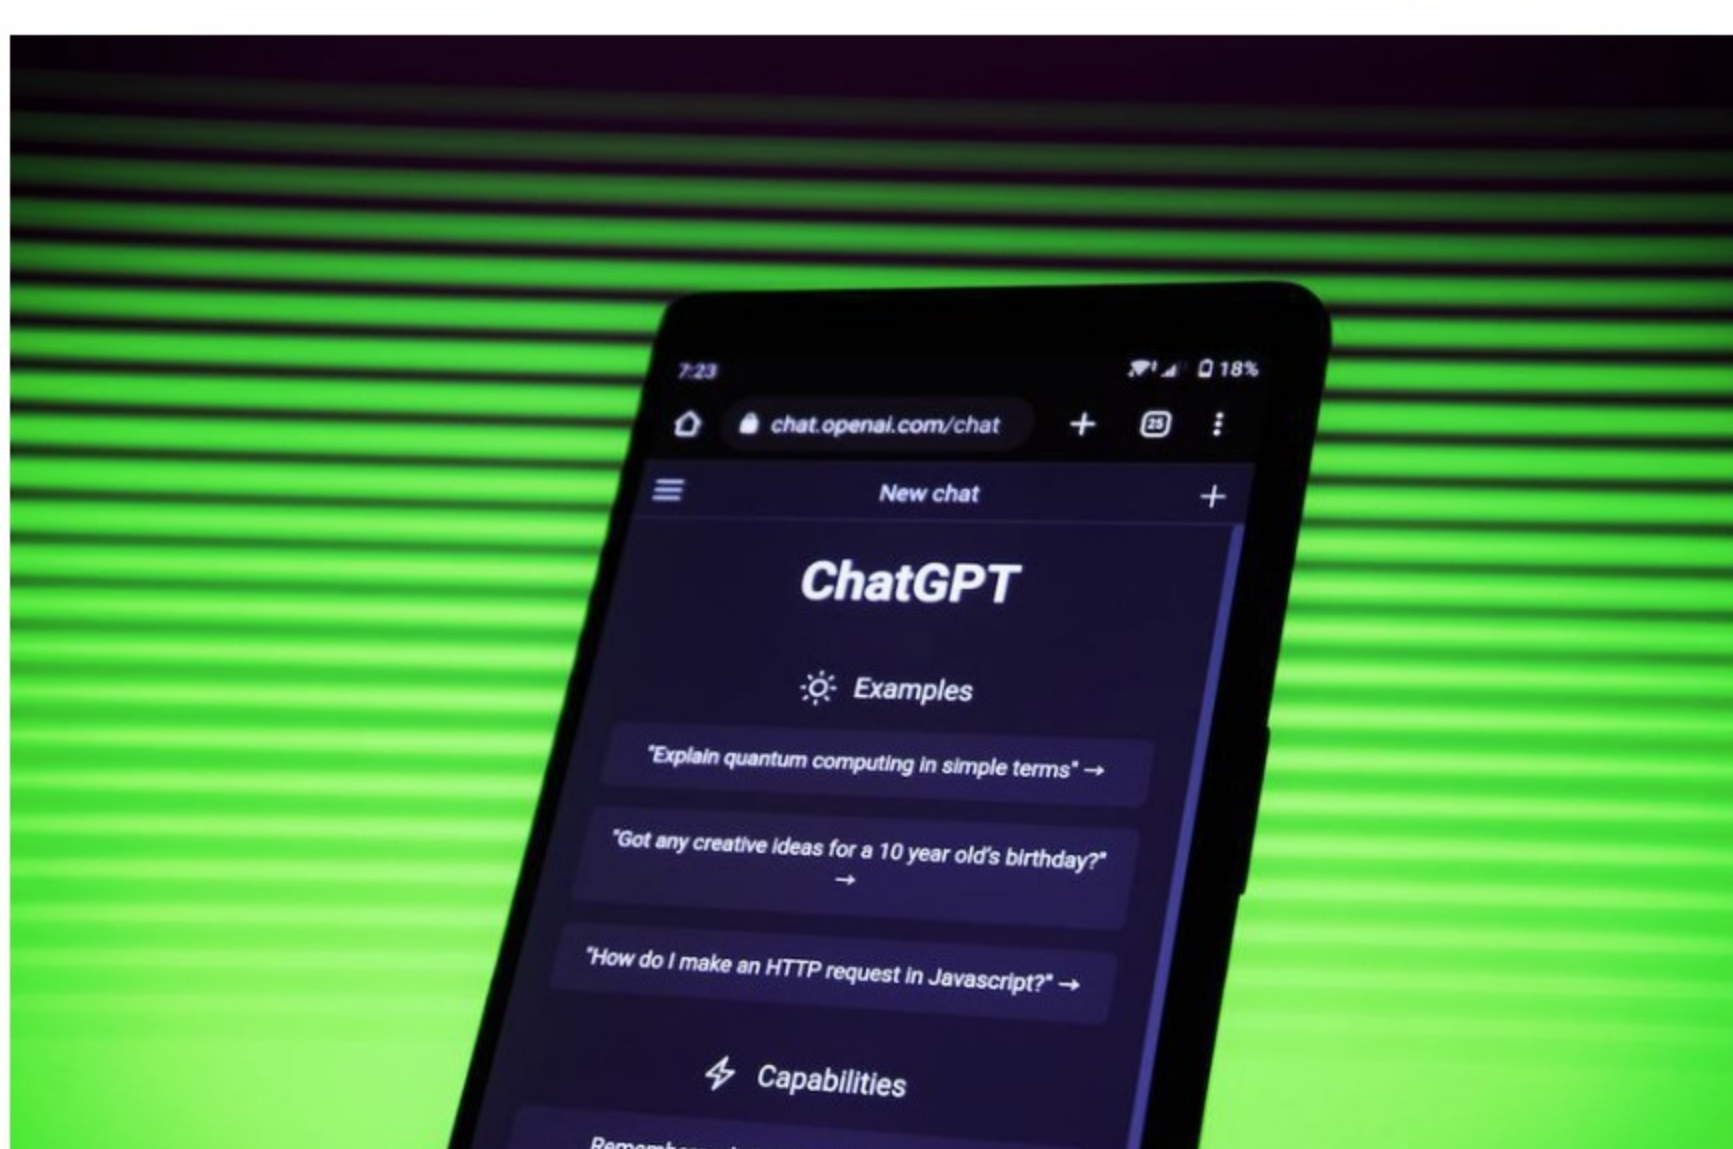 7:23 18%
chat.openai.com/chat 25
New chat
ChatGPT
Examples
"Explain quantum computing in simple terms" →
"Got any creative ideas for a 10 year old's birthday?"
→
"How do I make an HTTP request in Javascript?" →
Capabilities